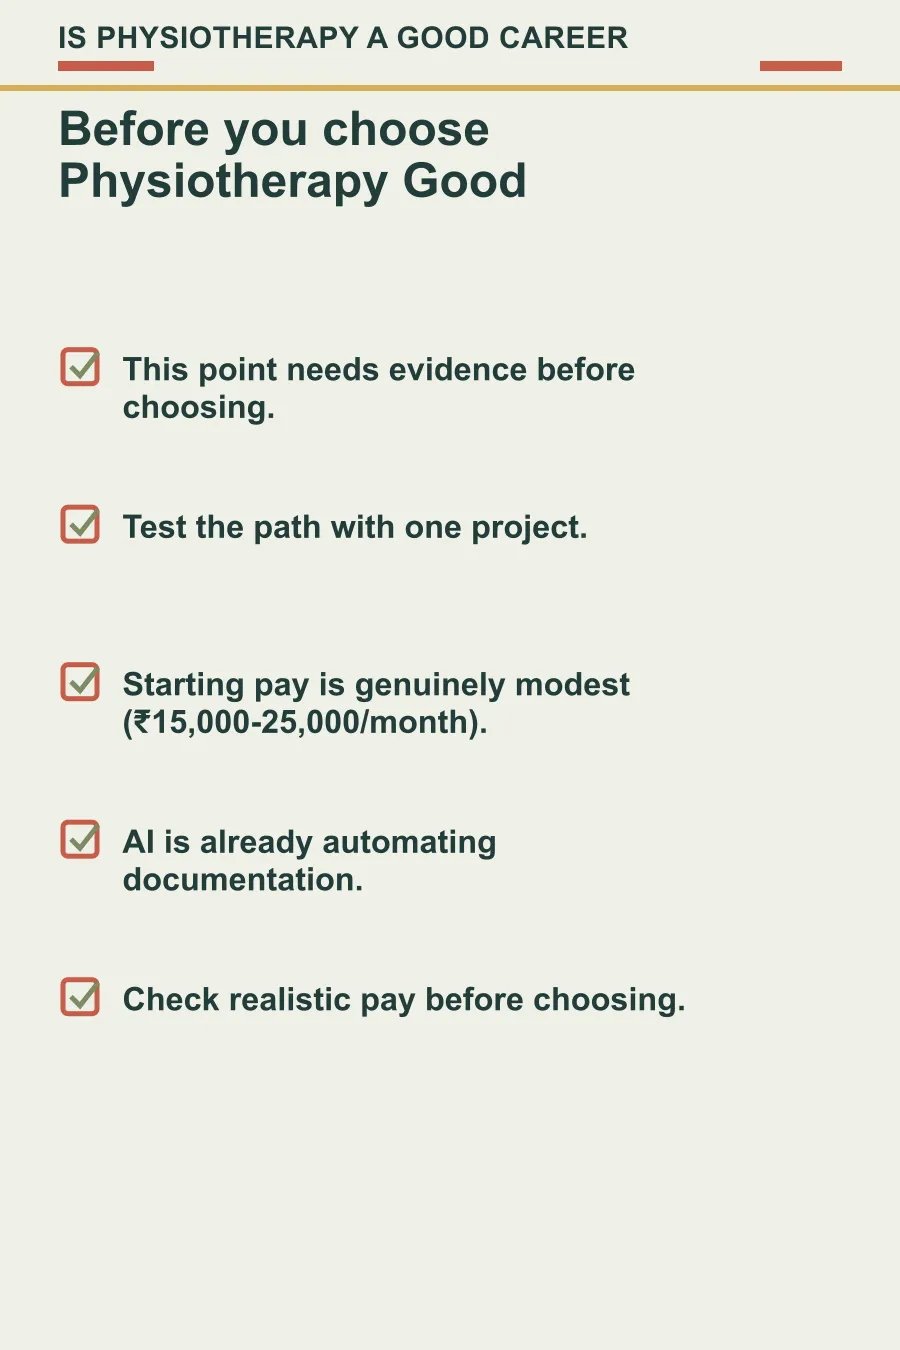 IS PHYSIOTHERAPY A GOOD CAREER
Before you choose
Physiotherapy Good
This point needs evidence before
choosing.
Test the path with one project.
Starting pay is genuinely modest
(₹15,000-25,000/month).
AI is already automating
documentation.
Check realistic pay before choosing.